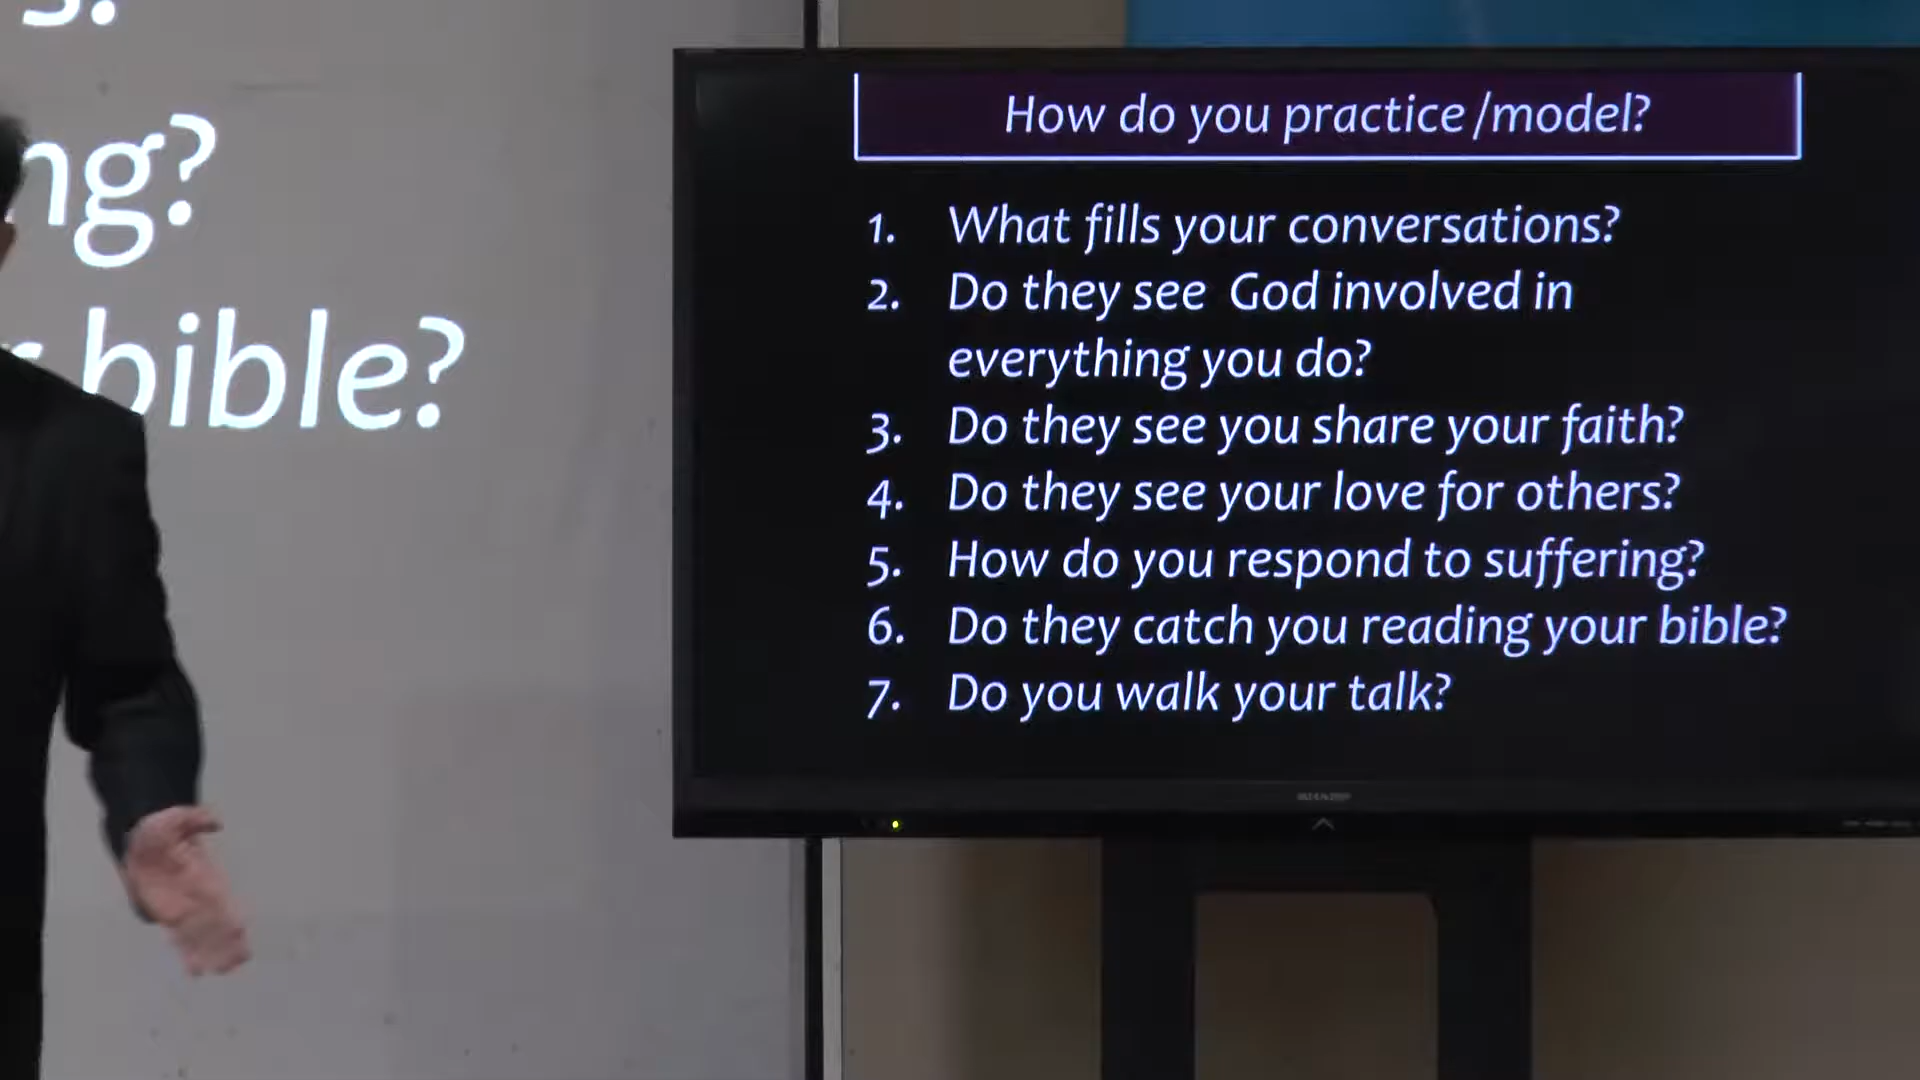 s.
ng?
bible?
How do you practice/model?
1. What fills your conversations?
2. Do they see God involved in
everything you do?
3. Do they see you share your faith?
4. Do they see your love for others?
5. How do you respond to suffering?
6. Do they catch you reading your bible?
7. Do you walk your talk?